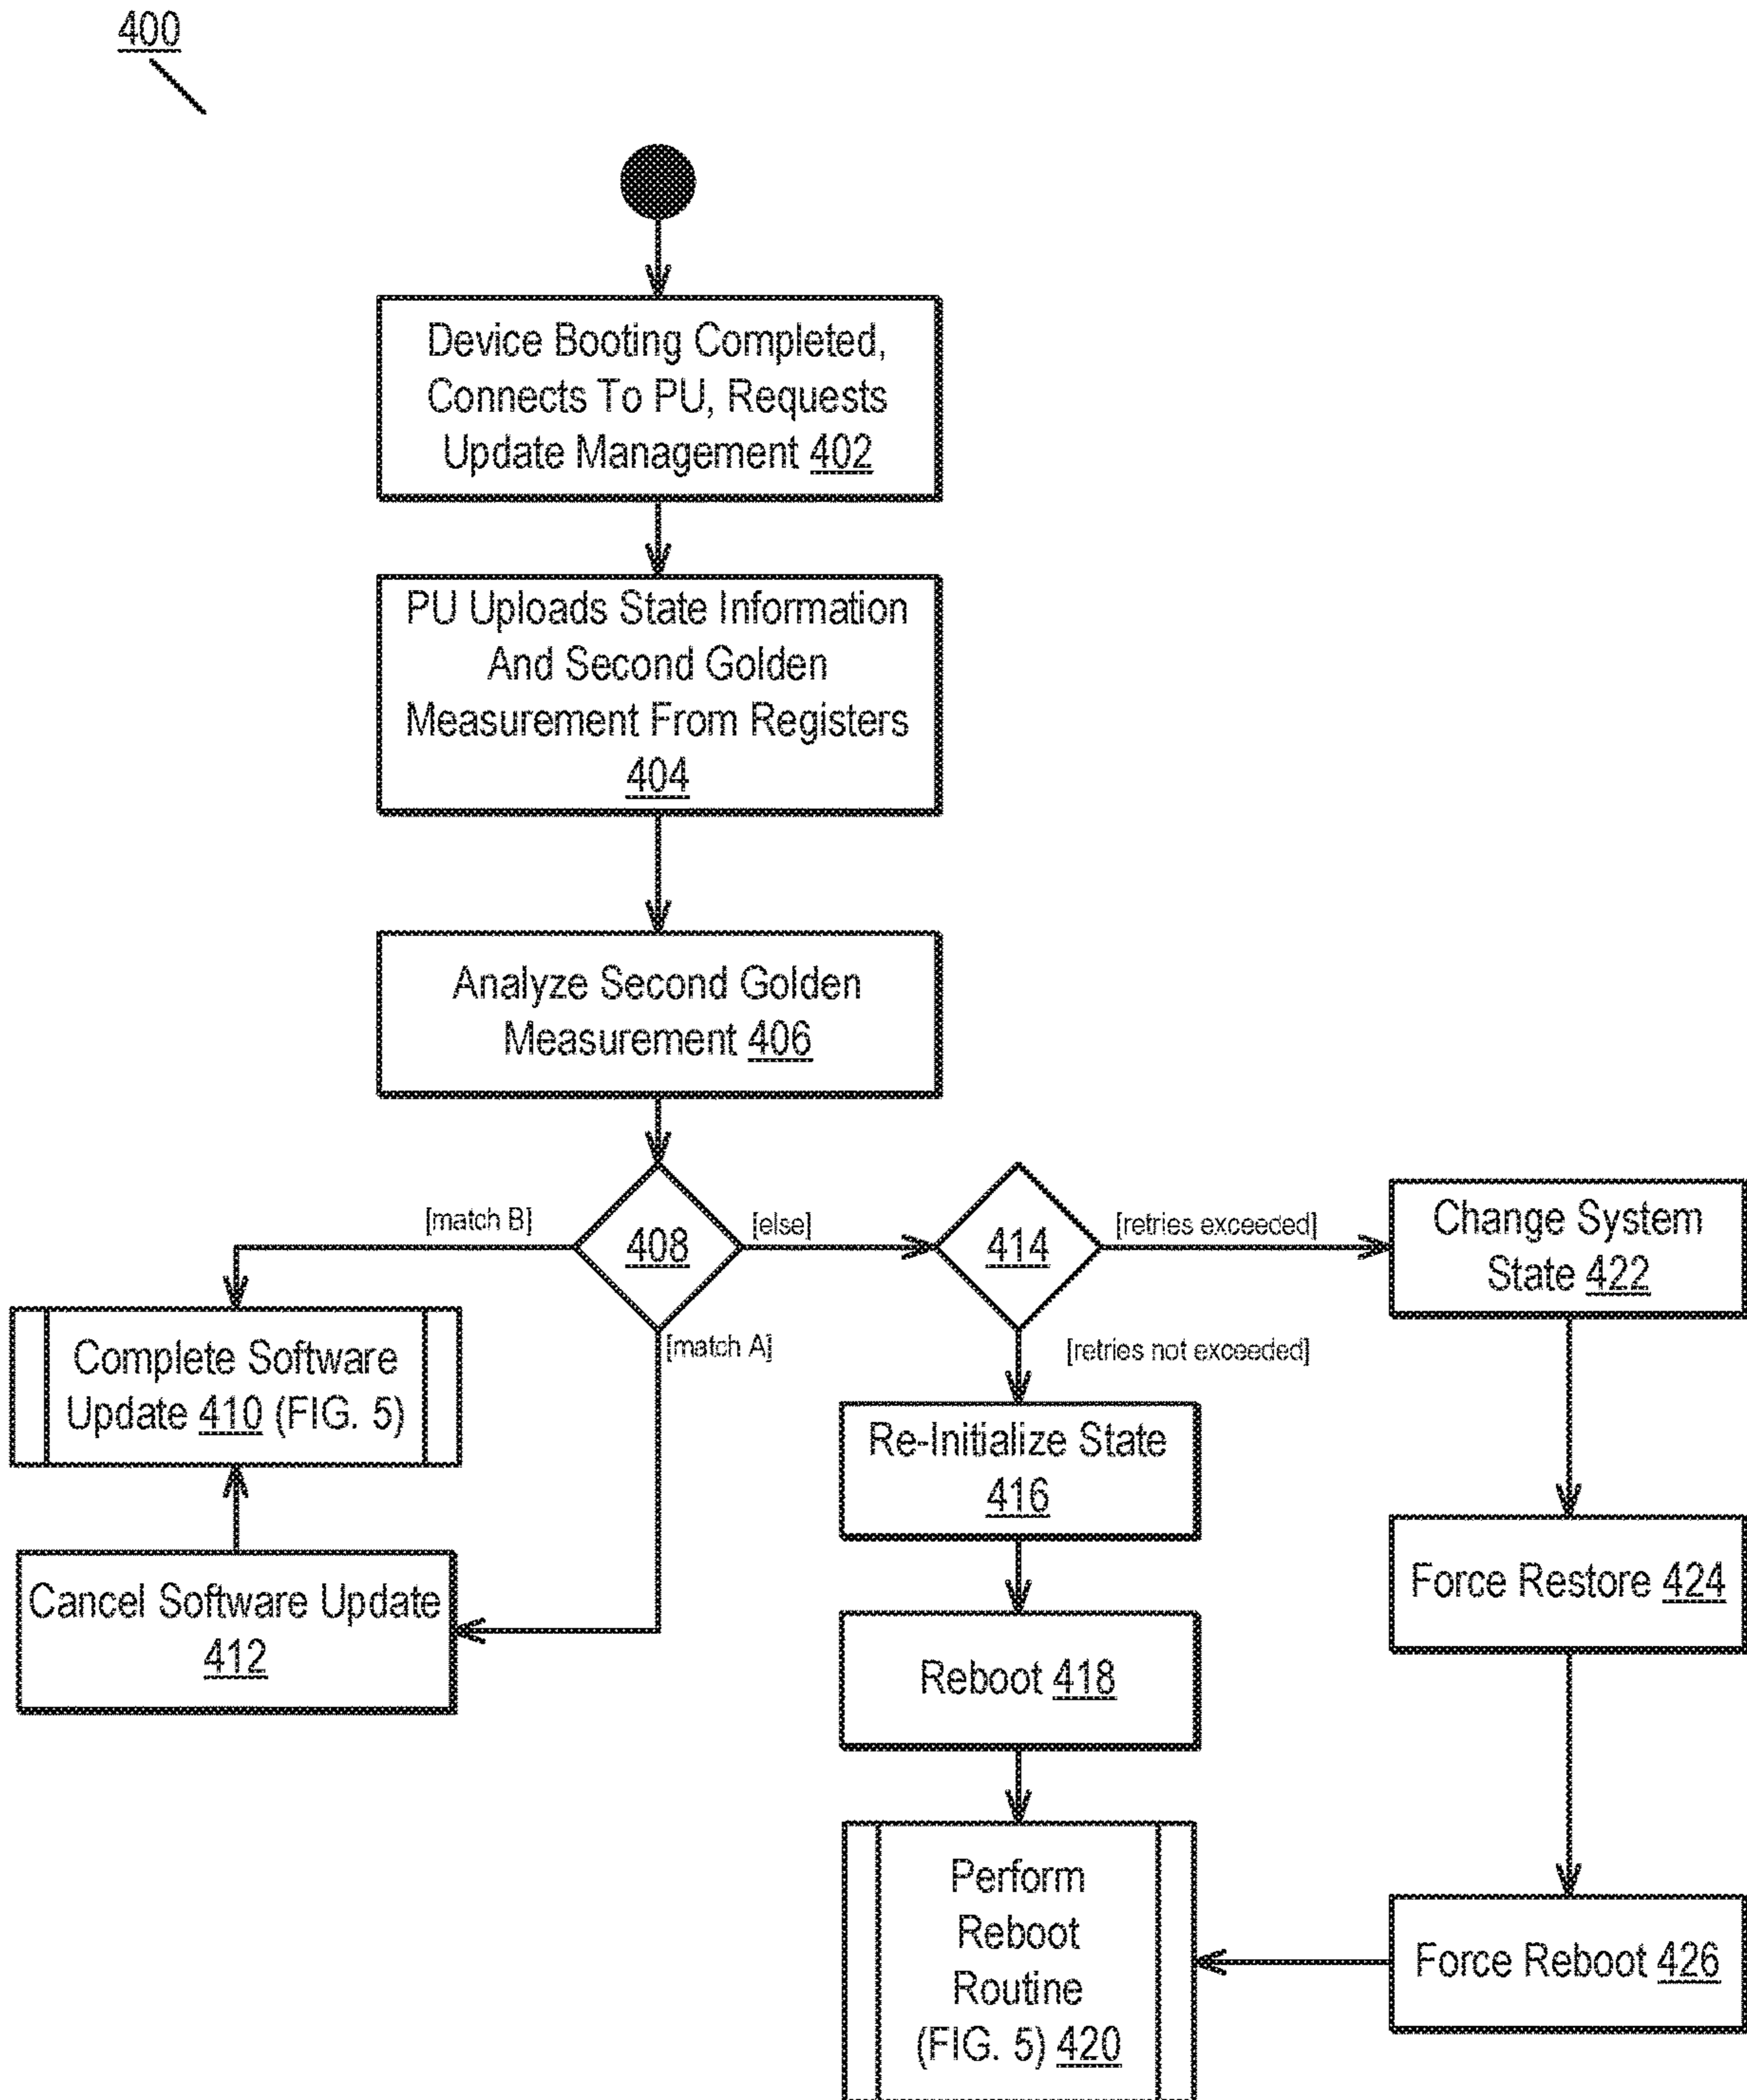 400
Device Booting Completed,
Connects To PU, Requests
Update Management 402
PU Uploads State Information
And Second Golden
Measurement From Registers
404
Analyze Second Golden
Measurement 406
[match B]
408
[else]
414
[retries exceeded]
Change System
State 422
[match A]
[retries not exceeded]
Complete Software
Update 410 (FIG. 5)
Re-Initialize State
416
Cancel Software Update
412
Force Restore 424
Reboot 418
Perform
Reboot
Routine
(FIG. 5) 420
Force Reboot 426